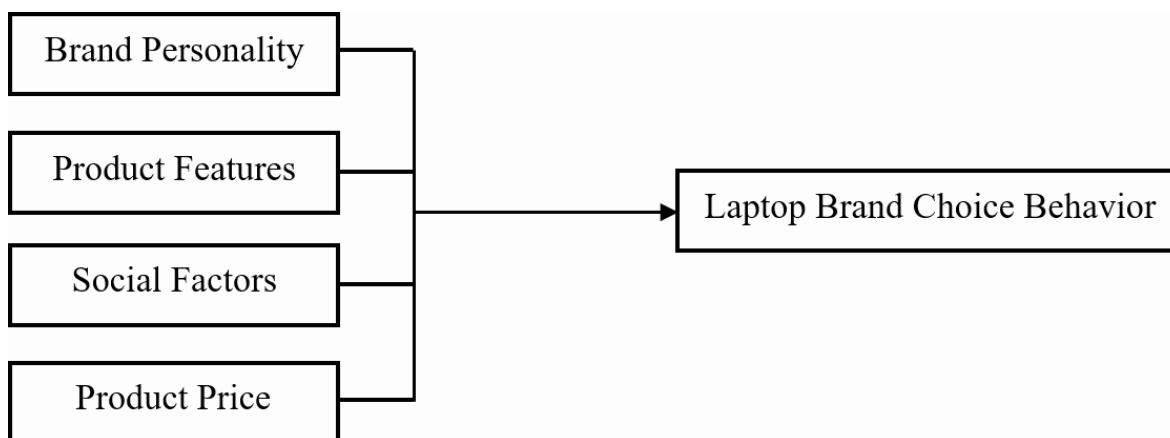 Brand Personality
Product Features
Laptop Brand Choice Behavior
Social Factors
Product Price